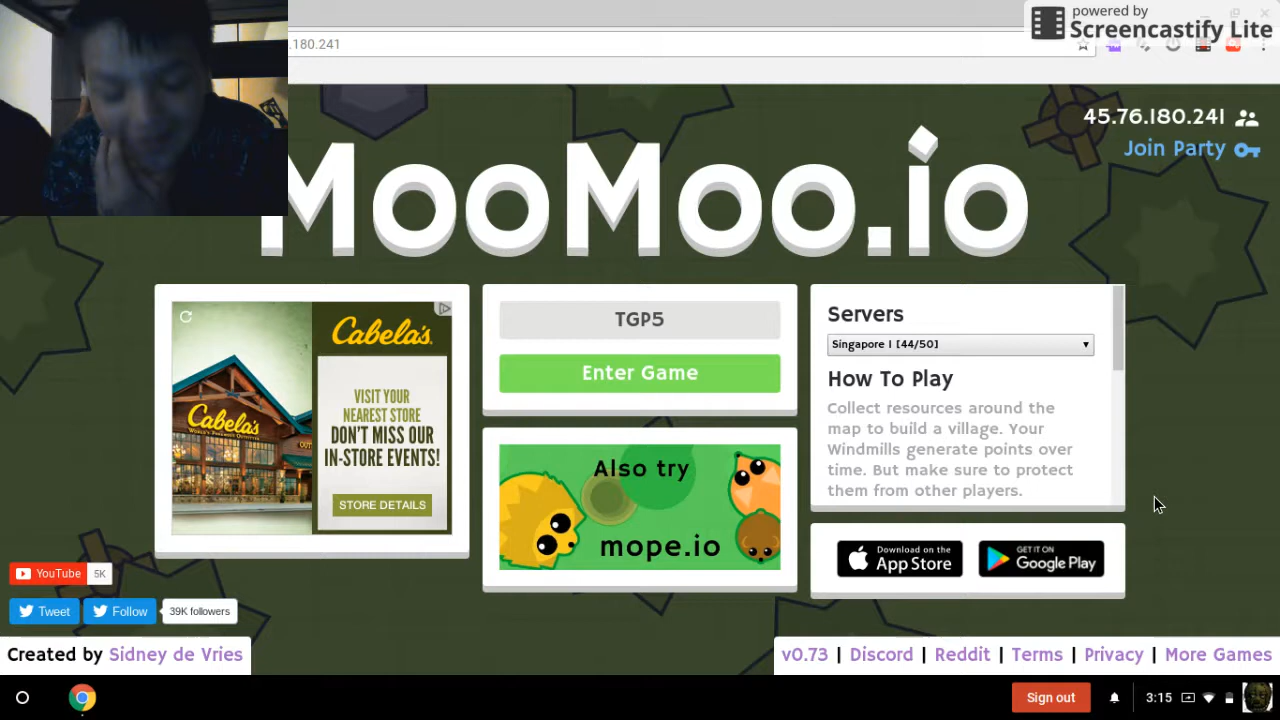 powered by
Screencastify Lite
.180.241
45.76.180.241
Join Party
MooMoo.io
Cabela's
Cabela's
VISIT YOUR
NEAREST STORE
DON'T MISS OUR
IN-STORE EVENTS!
STORE DETAILS
TGP5
Enter Game
Also try
mope.io
Servers
Singapore 1 [44/50]
How To Play
Collect resources around the
map to build a village. Your
Windmills generate points over
time. But make sure to protect
them from other players.
Download on the
App Store
GET IT ON
Google Play
YouTube 5K
Tweet Follow 39K followers
Created by Sidney de Vries
v0.73 | Discord | Reddit | Terms | Privacy | More Games
Sign out
3:15